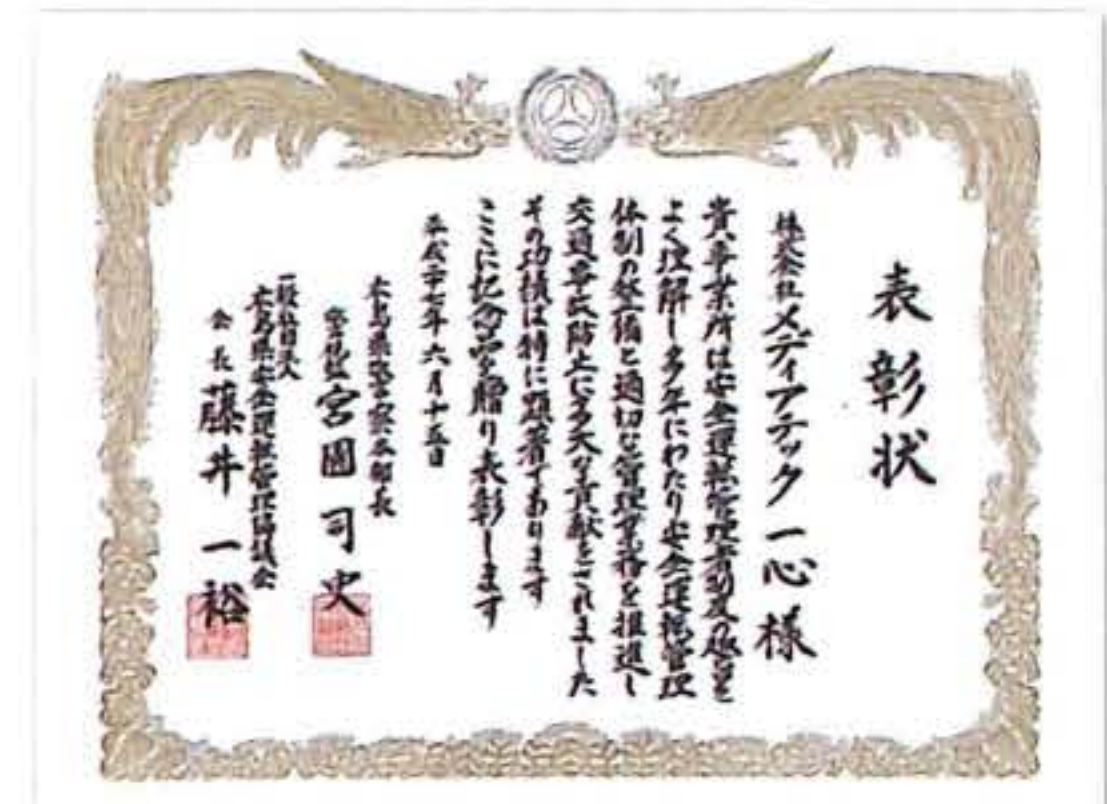 表彰状
株式会社メディアテック一心様
貴事業所は安全運転管理者制度の趣旨を
よく理解し多年にわたり安全運転管理
体制の整備と適切な管理業務を推進し
交通事故防止に多大な貢献をされました
その功績は特に顕著であります
ここに記念品を贈り表彰します
平成二十七年六月十五日
広島県警察本部長
警視長 宮園司史
一般社団法人
広島県安全運転管理協議会
会長 藤井一裕